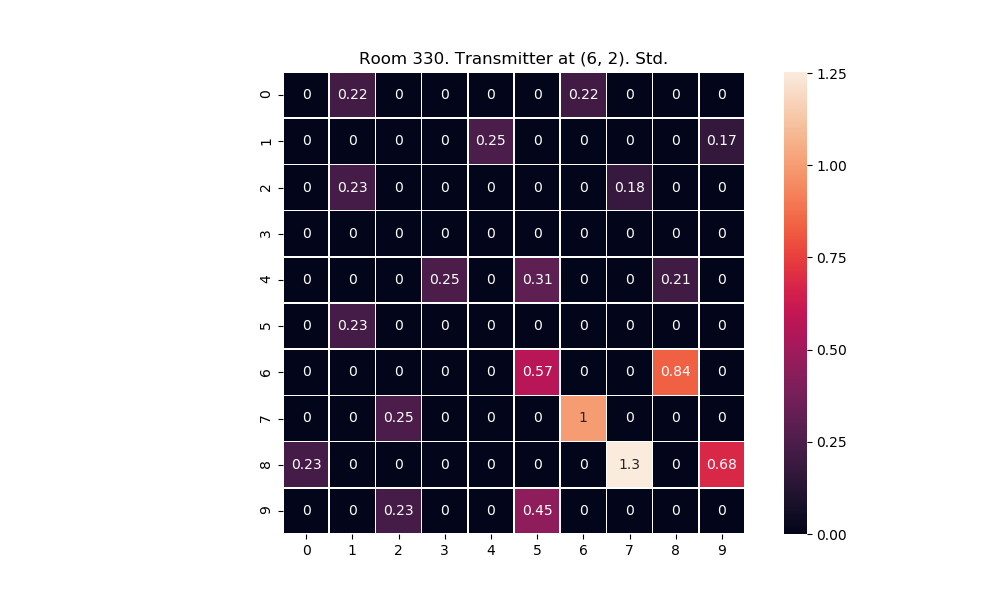 Room 330. Transmitter at (6, 2). Std.
0 0 0.22 0 0 0 0 0.22 0 0 0
1 0 0 0 0 0.25 0 0 0 0 0.17
2 0 0.23 0 0 0 0 0 0.18 0 0
3 0 0 0 0 0 0 0 0 0 0
4 0 0 0 0.25 0 0.31 0 0 0.21 0
5 0 0.23 0 0 0 0 0 0 0 0
6 0 0 0 0 0 0.57 0 0 0.84 0
7 0 0 0.25 0 0 0 1 0 0 0
8 0.23 0 0 0 0 0 0 1.3 0 0.68
9 0 0 0.23 0 0 0.45 0 0 0 0
0 1 2 3 4 5 6 7 8 9
1.25
1.00
0.75
0.50
0.25
0.00